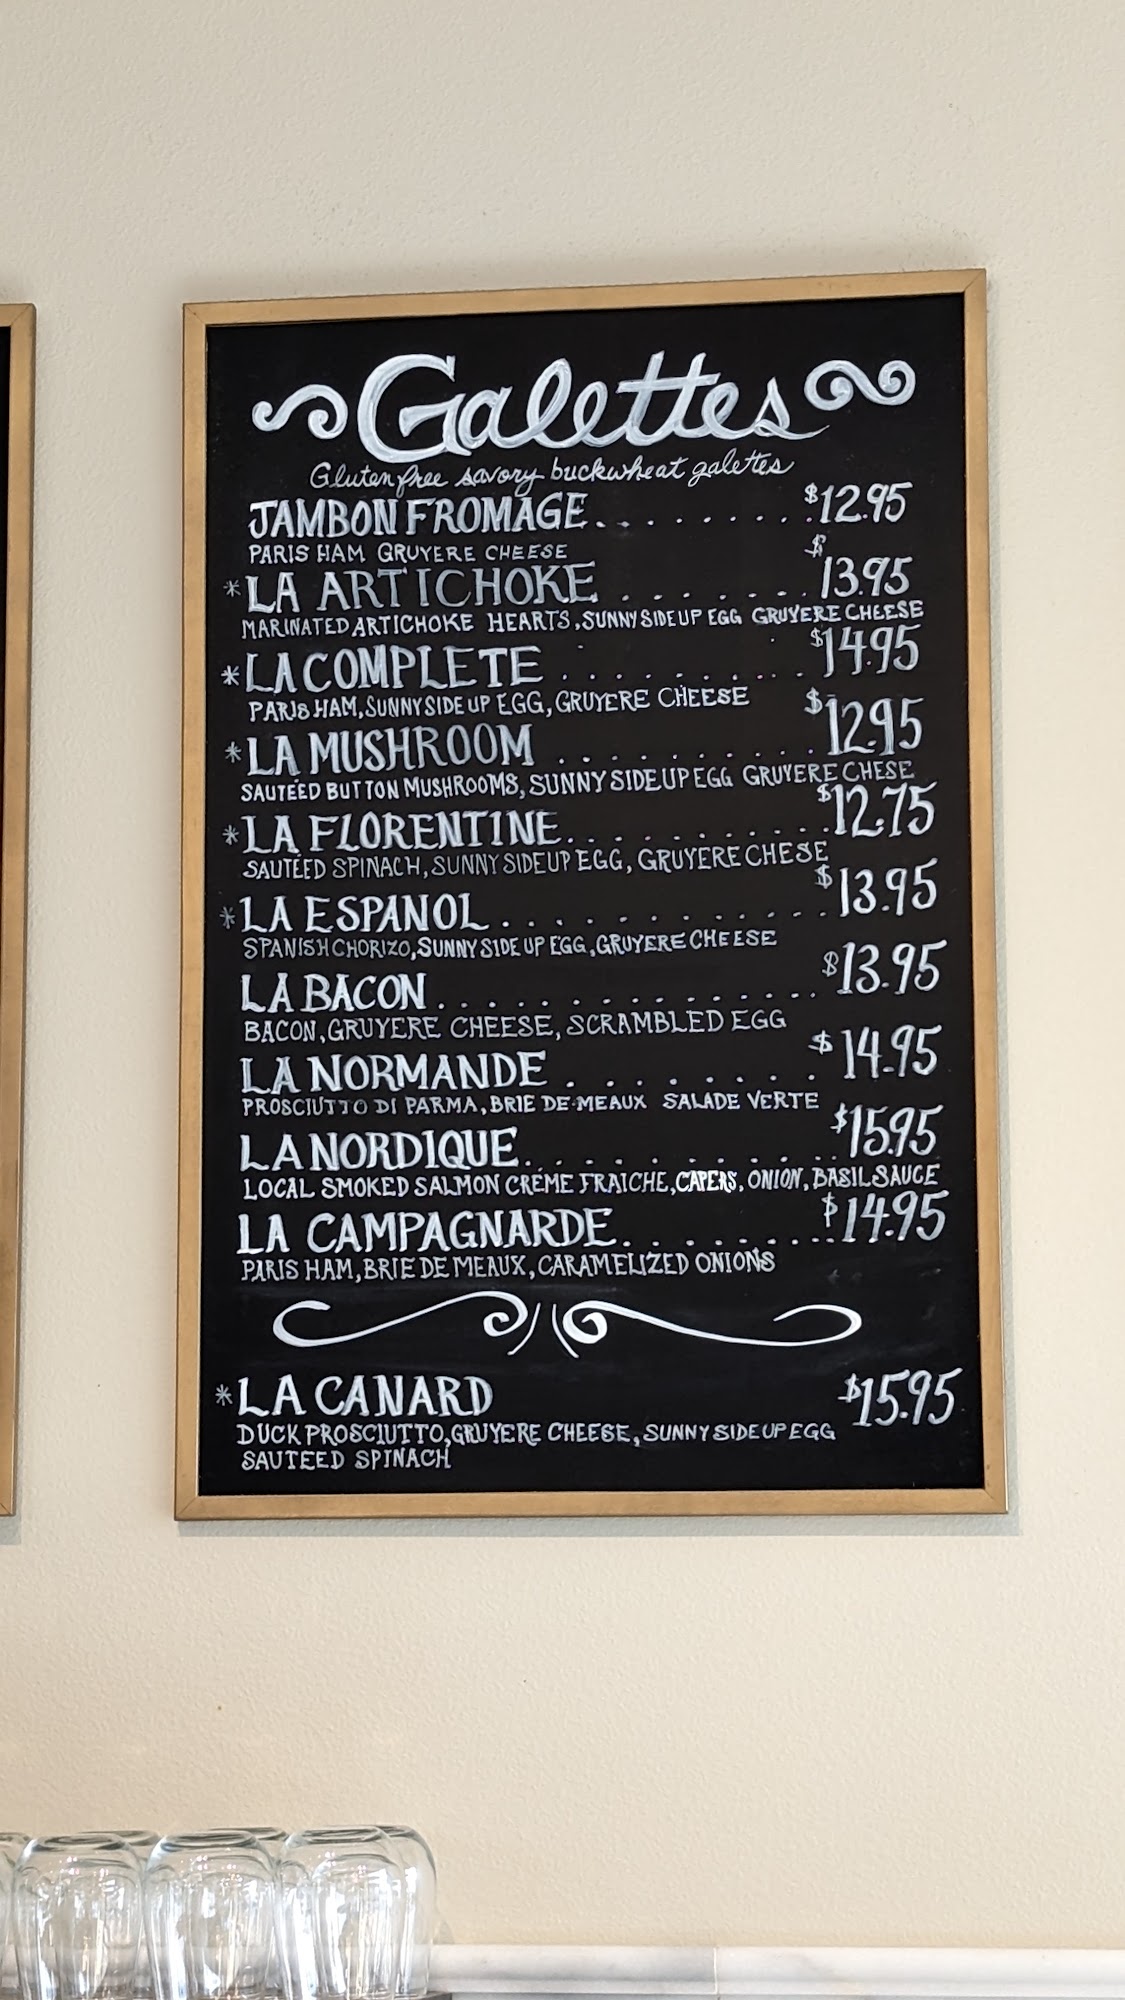 Galettes
Gluten free savory buckwheat galettes
JAMBON FROMAGE. . . . . . . . . $12.95
PARIS HAM GRUYERE CHEESE
* LA ARTICHOKE . . . . . . . $13.95
MARINATED ARTICHOKE HEARTS, SUNNY SIDE UP EGG GRUYERE CHEESE
* LA COMPLETE . . . . . . . . . $14.95
PARIS HAM, SUNNY SIDE UP EGG, GRUYERE CHEESE
* LA MUSHROOM . . . . . . . . . . $12.95
SAUTÉED BUTTON MUSHROOMS, SUNNY SIDE UP EGG GRUYERE CHESE
* LA FLORENTINE. . . . . . . . . . . $12.75
SAUTÉED SPINACH, SUNNY SIDE UP EGG, GRUYERE CHESE
* LA ESPANOL . . . . . . . . . . . . . $13.95
SPANISH CHORIZO, SUNNY SIDE UP EGG, GRUYERE CHEESE
LA BACON . . . . . . . . . . . . . . . $13.95
BACON, GRUYERE CHEESE, SCRAMBLED EGG
LA NORMANDE . . . . . . . . $14.95
PROSCIUTTO DI PARMA, BRIE DE MEAUX SALADE VERTE
LA NORDIQUE. . . . . . . . . . . . $15.95
LOCAL SMOKED SALMON CRÉME FRAICHE, CAPERS, ONION, BASIL SAUCE
LA CAMPAGNARDE. . . . . . . . . $14.95
PARIS HAM, BRIE DE MEAUX, CARAMELIZED ONIONS
* LA CANARD $15.95
DUCK PROSCIUTTO, GRUYERE CHEESE, SUNNY SIDE UP EGG
SAUTEED SPINACH